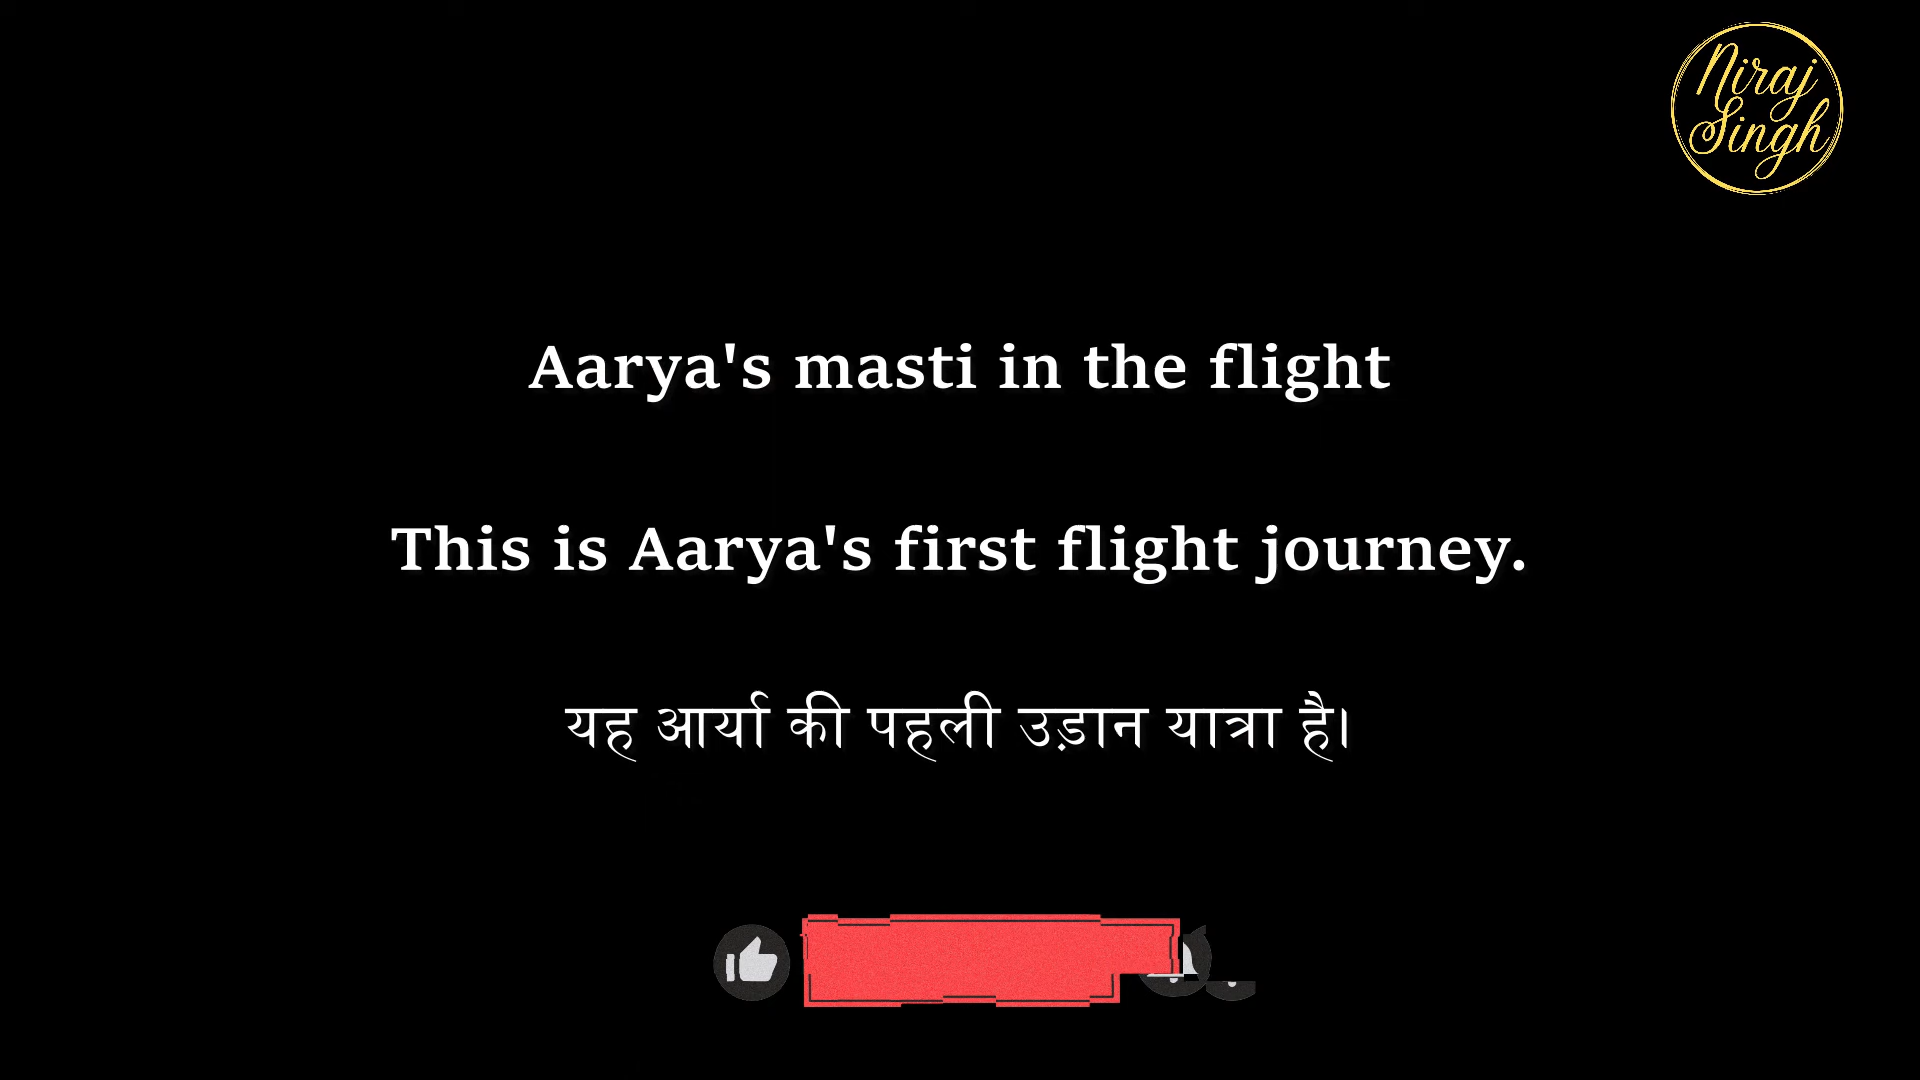 Niraj
Singh
Aarya's masti in the flight
This is Aarya's first flight journey.
यह आर्या की पहली उड़ान यात्रा है।